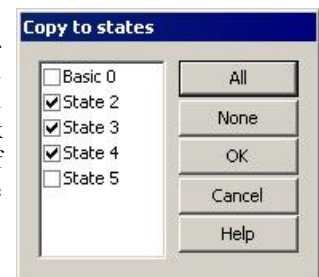 Copy to states
Basic 0
State 2
State 3
State 4
State 5
All
None
OK
Cancel
Help